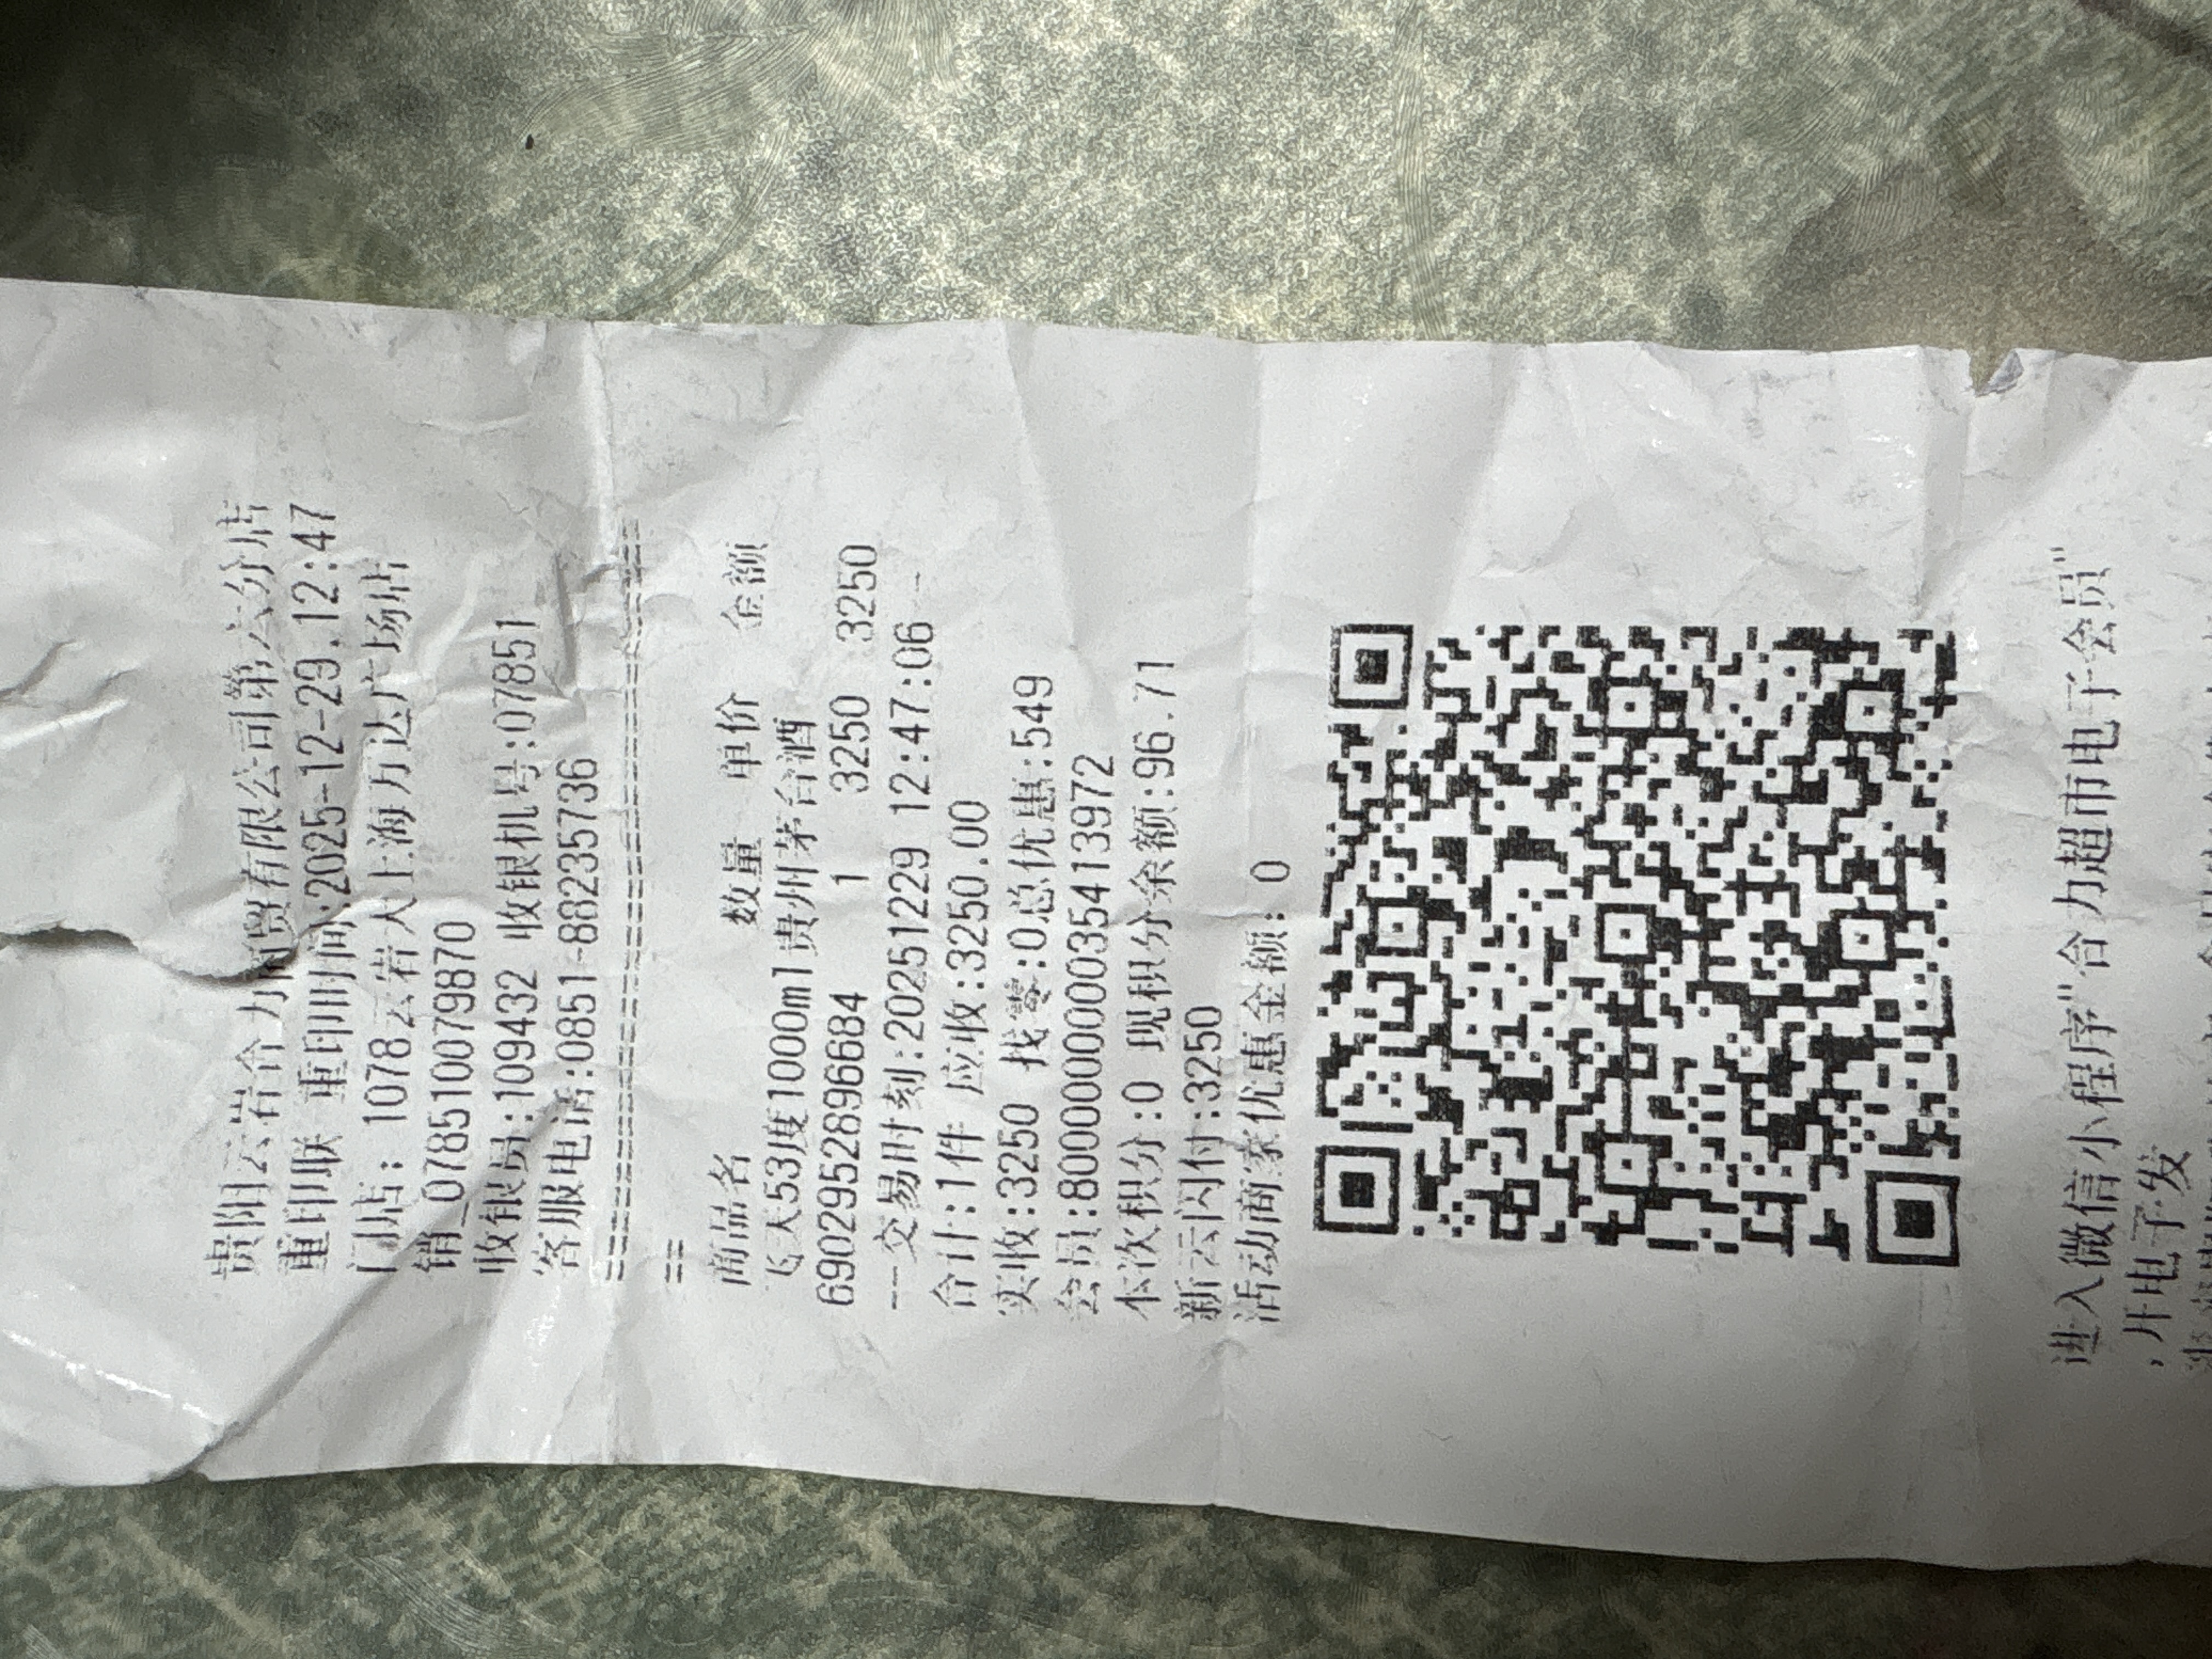 贵阳云岩合力商贸有限公司第六分店
重印联 重印时间:2025-12-29.12:47
门店: 1078云岩大上海万达广场店
销_078510079870
收银员:109432 收银机号:07851
客服电话:0851-88235736
商品名 数量 单价 金额
飞天53度1000ml贵州茅台酒
6902952896684 1 3250 3250
--交易时刻:20251229 12:47:06--
合计:1件 应收:3250.00
实收:3250 找零:0总优惠:549
会员:80000000035413972
本次积分:0 现积分余额:96.71
新云闪付:3250
活动商家优惠金额: 0
进入微信小程序"合力超市电子会员"
,开电子发